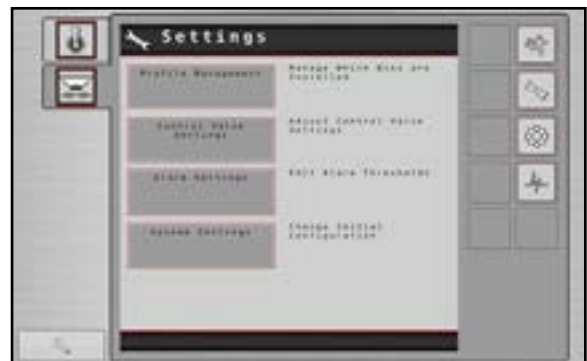 Settings
Profile Management
Manage Which Bins are
Installed
Control Valve
Settings
Adjust Control Valve
Settings
Alarm Settings
Edit Alarm Thresholds
System Settings
Change Initial
Configuration